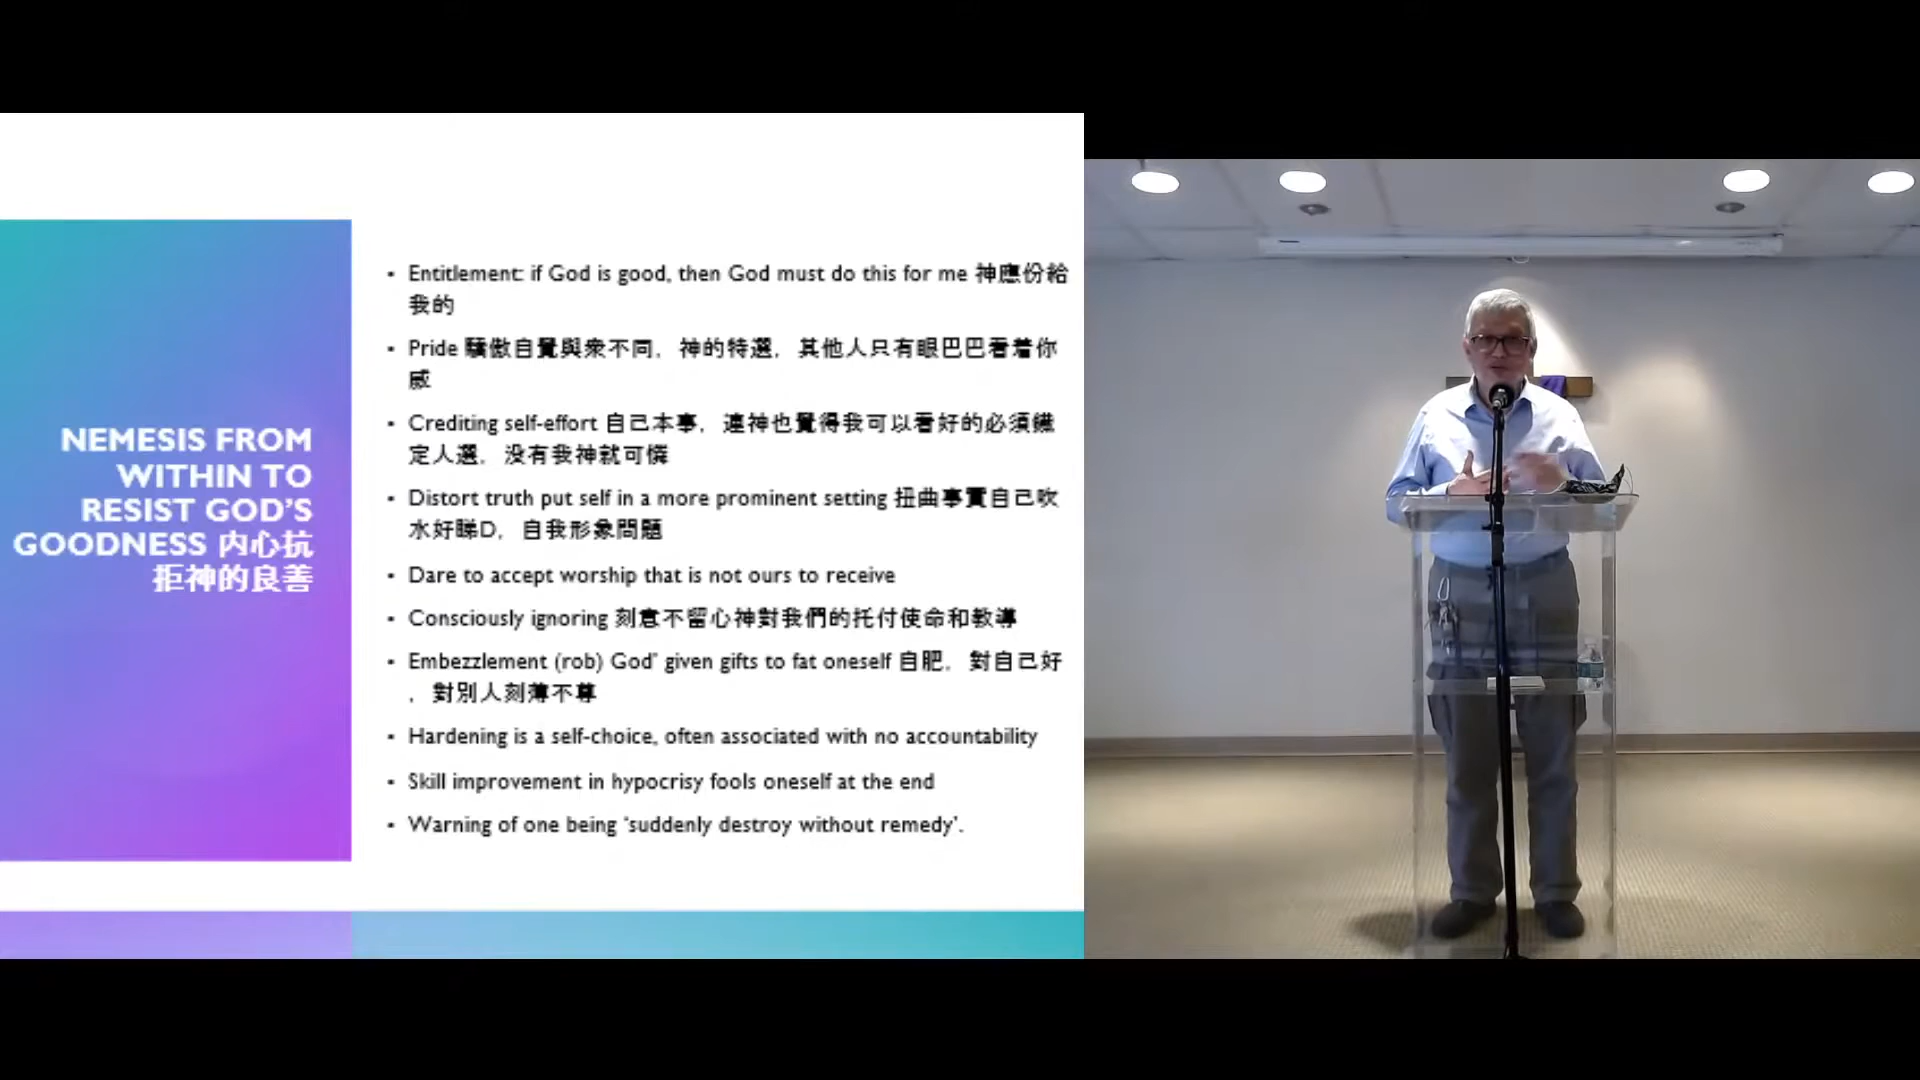 NEMESIS FROM
WITHIN TO
RESIST GOD'S
GOODNESS 内心抗
拒神的良善
• Entitlement: if God is good, then God must do this for me 神應份給
我的
• Pride 驕傲自覺與衆不同，神的特選，其他人只有眼巴巴看着你
威
• Crediting self-effort 自己本事，連神也覺得我可以看好的必須鐵
定人選，没有我神就可憐
• Distort truth put self in a more prominent setting 扭曲事實自己吹
水好睇D，自我形象問題
• Dare to accept worship that is not ours to receive
• Consciously ignoring 刻意不留心神對我們的托付使命和教導
• Embezzlement (rob) God' given gifts to fat oneself 自肥，對自己好
，對別人刻薄不尊
• Hardening is a self-choice, often associated with no accountability
• Skill improvement in hypocrisy fools oneself at the end
• Warning of one being 'suddenly destroy without remedy'.